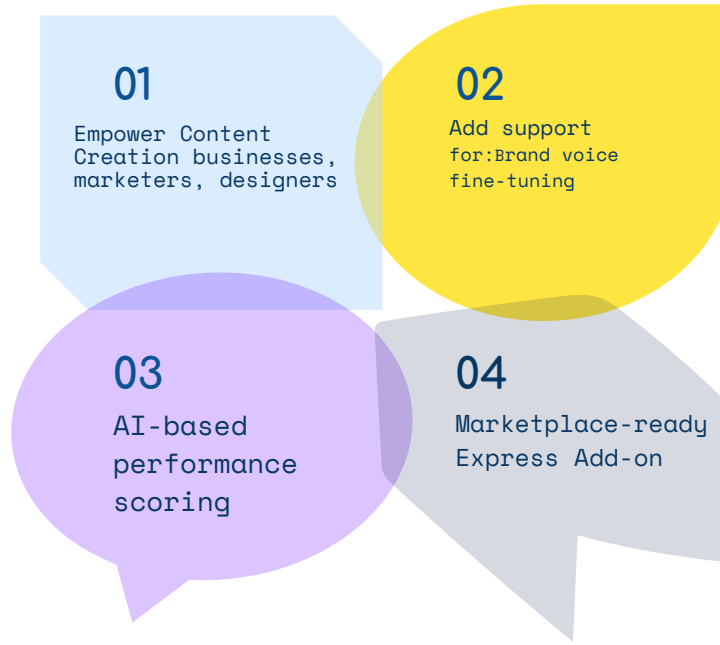 01
Empower Content
Creation businesses,
marketers, designers
02
Add support
for:Brand voice
fine-tuning
03
AI-based
performance
scoring
04
Marketplace-ready
Express Add-on